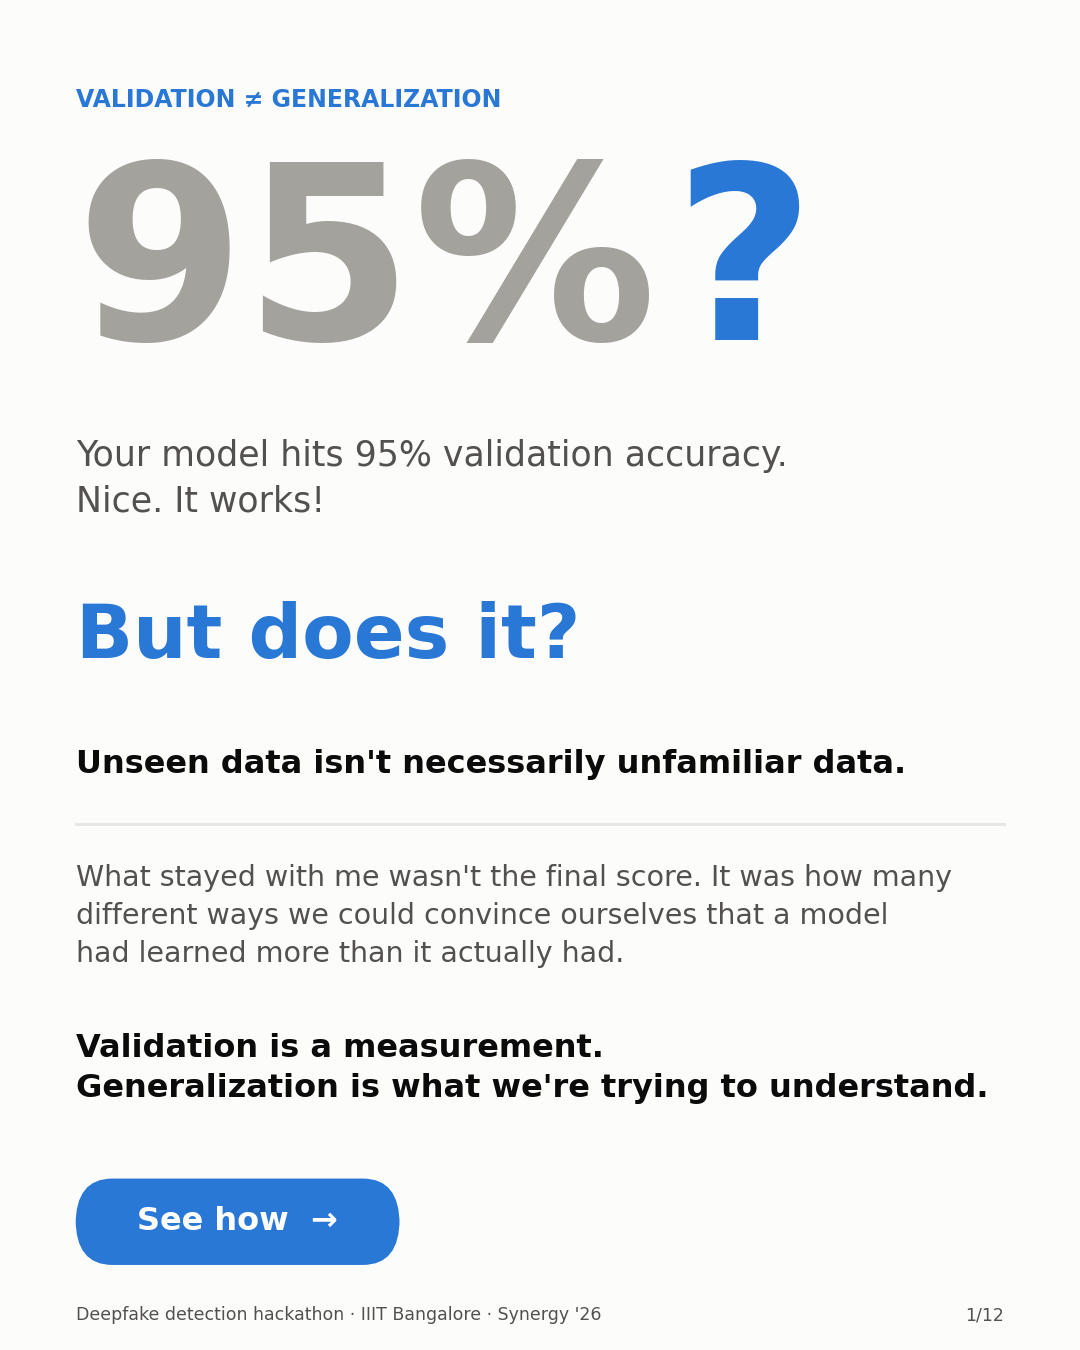 VALIDATION ≠ GENERALIZATION
95%?
Your model hits 95% validation accuracy.
Nice. It works!
But does it?
Unseen data isn't necessarily unfamiliar data.
What stayed with me wasn't the final score. It was how many
different ways we could convince ourselves that a model
had learned more than it actually had.
Validation is a measurement.
Generalization is what we're trying to understand.
See how →
Deepfake detection hackathon · IIIT Bangalore · Synergy '26
1/12